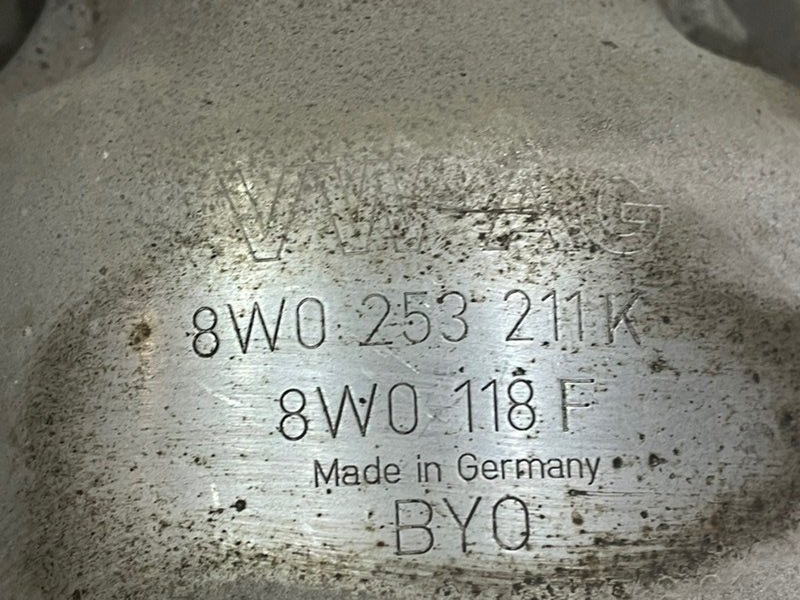 VW AG
8W0 253 211 K
8W0 118 F
Made in Germany
BYO